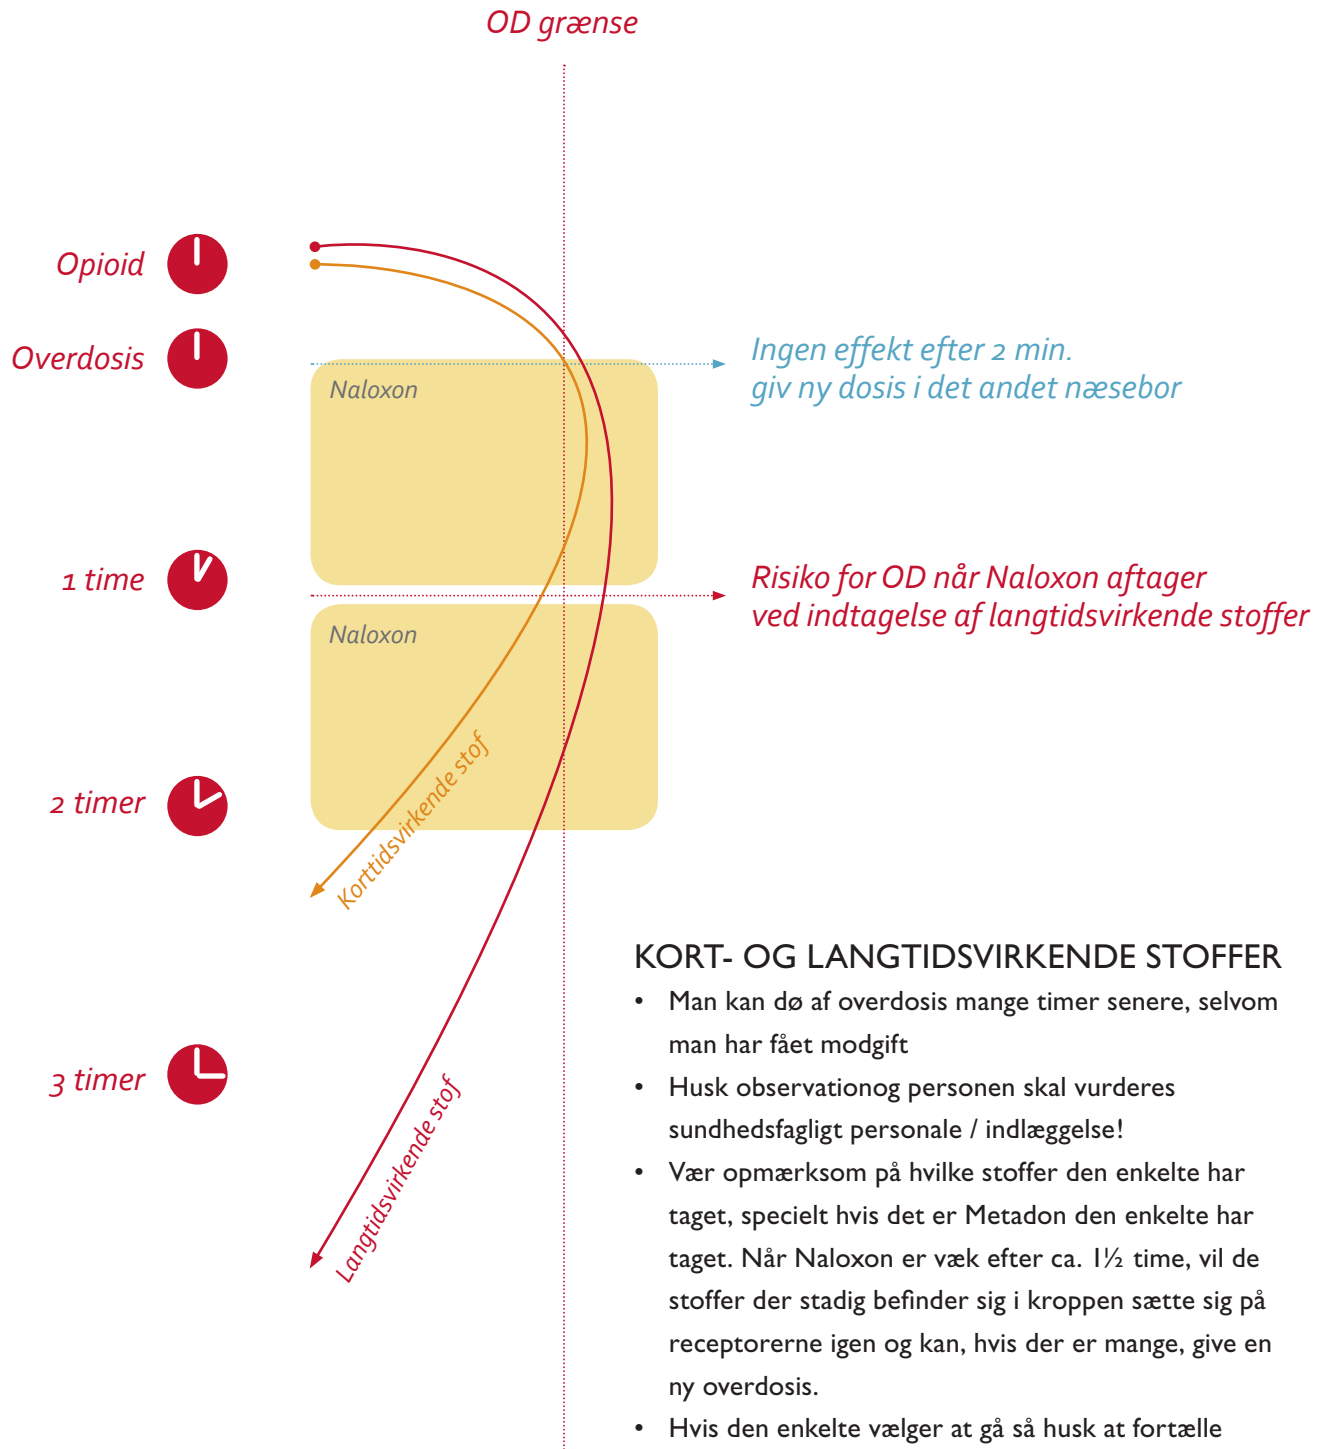 OD grænse
Opioid
Overdosis
Ingen effekt efter 2 min.
giv ny dosis i det andet næsebor
Naloxon
1 time
Risiko for OD når Naloxon aftager
ved indtagelse af langtidsvirkende stoffer
Naloxon
2 timer
Korttidsvirkende stof
3 timer
Langtidsvirkende stof
KORT- OG LANGTIDSVIRKENDE STOFFER
• Man kan dø af overdosis mange timer senere, selvom
man har fået modgift
• Husk observationog personen skal vurderes
sundhedsfagligt personale / indlæggelse!
• Vær opmærksom på hvilke stoffer den enkelte har
taget, specielt hvis det er Metadon den enkelte har
taget. Når Naloxon er væk efter ca. 1½ time, vil de
stoffer der stadig befinder sig i kroppen sætte sig på
receptorerne igen og kan, hvis der er mange, give en
ny overdosis.
• Hvis den enkelte vælger at gå så husk at fortælle